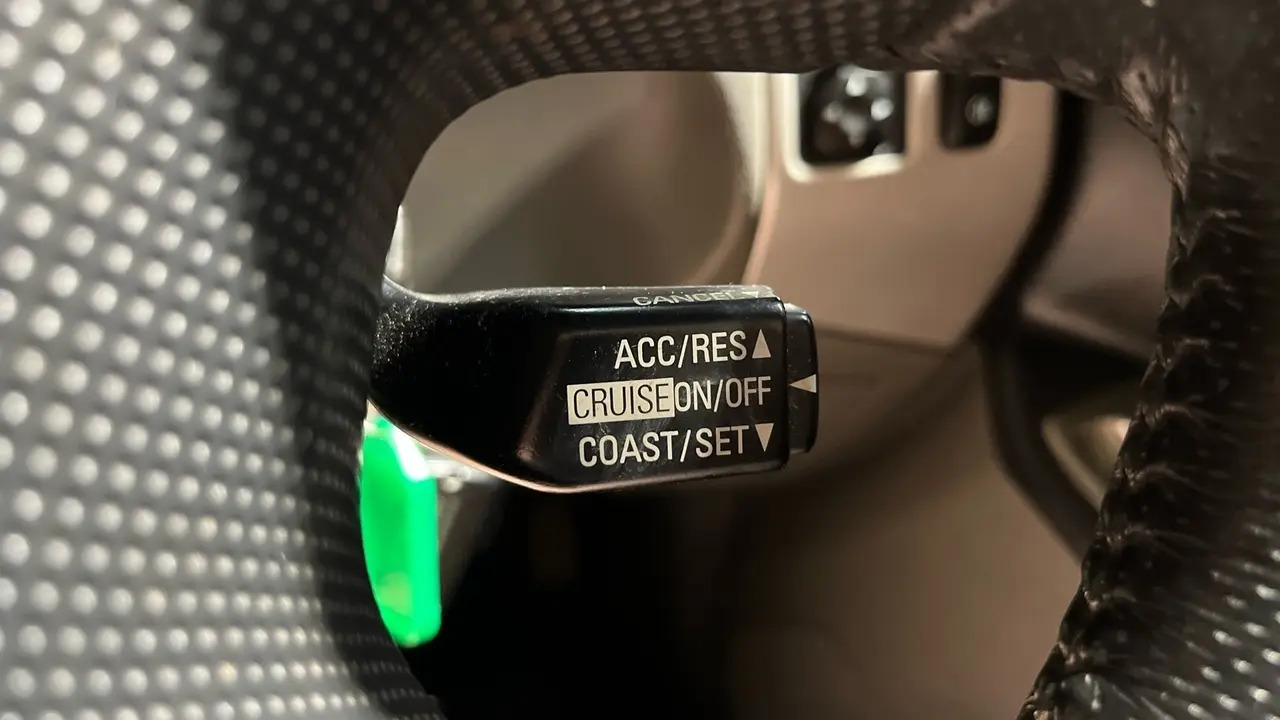 CANCEL
ACC/RES▲
CRUISE ON/OFF ◀
COAST/SET▼